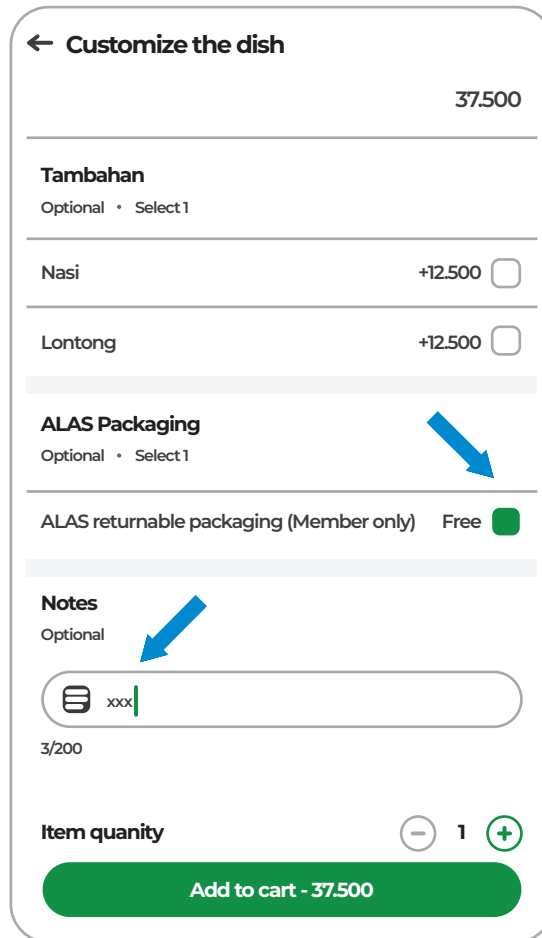 Customize the dish
37.500
Tambahan
Optional • Select 1
Nasi +12.500
Lontong +12.500
ALAS Packaging
Optional • Select 1
ALAS returnable packaging (Member only) Free
Notes
Optional
xxx
3/200
Item quanity 1
Add to cart - 37.500